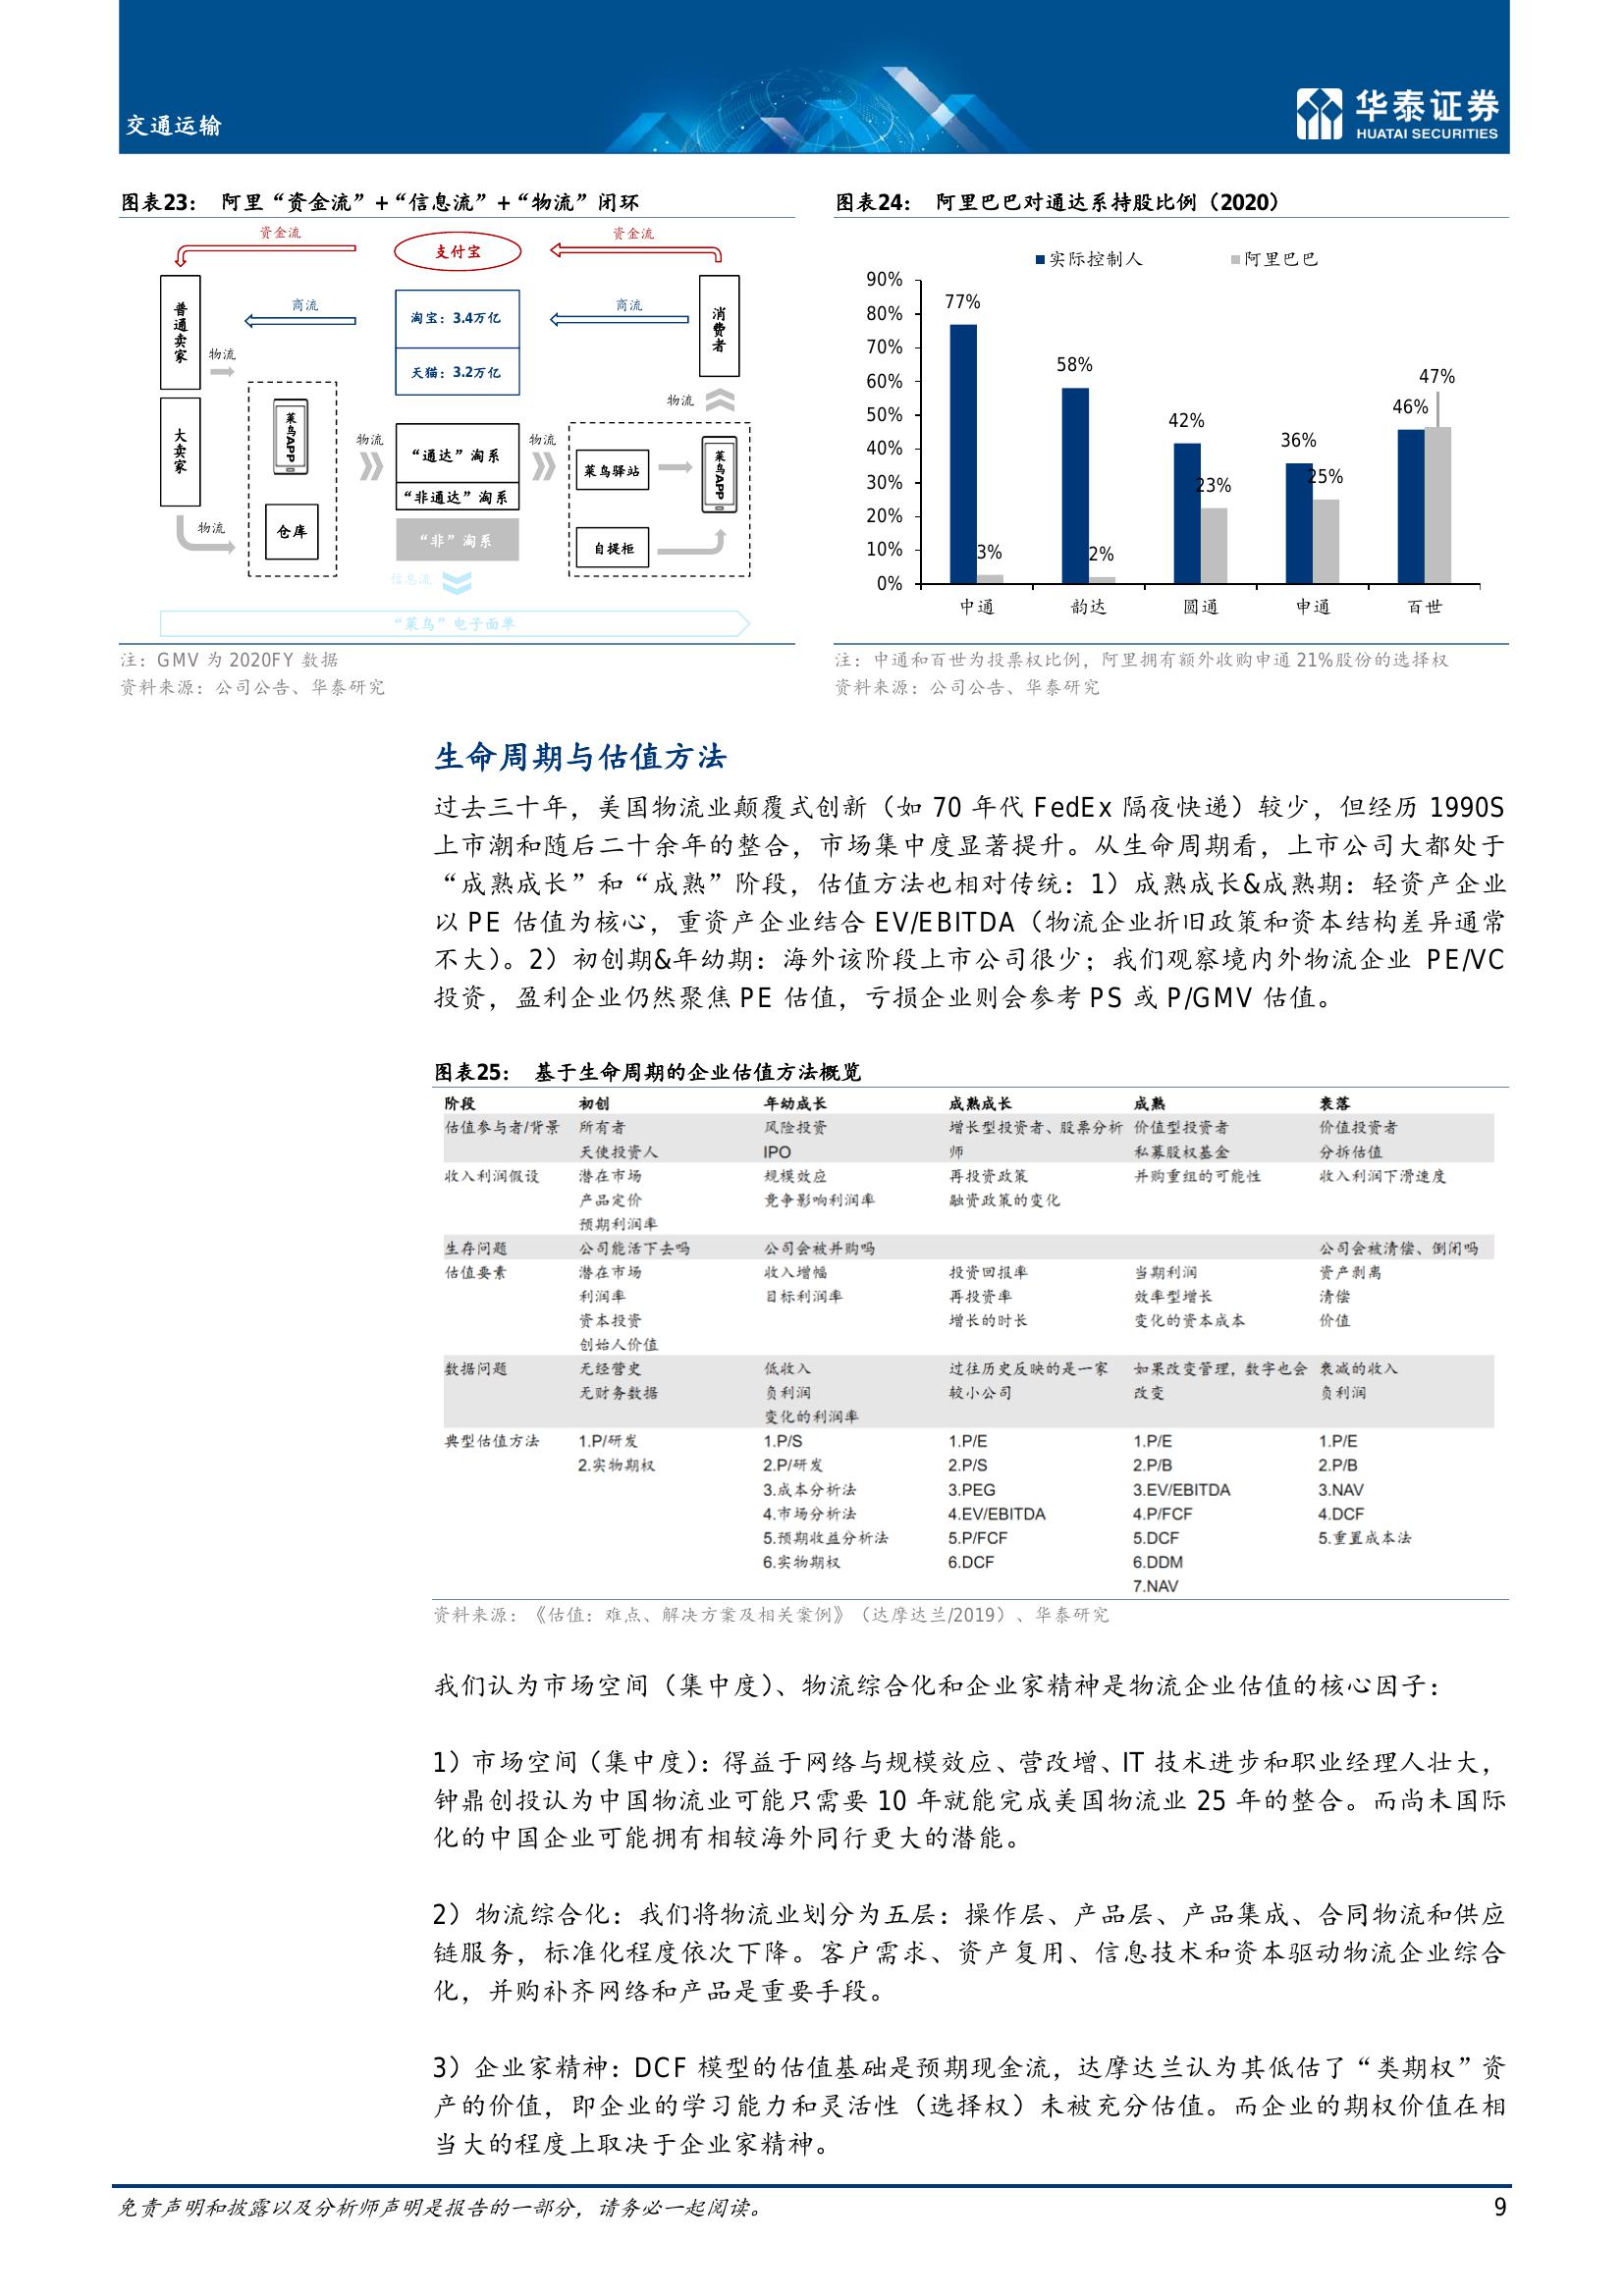 交通运输
华泰证券
HUATAI SECURITIES
图表23： 阿里“资金流”+“信息流”+“物流”闭环
资金流
支付宝
资金流
普通卖家
商流
淘宝：3.4万亿
商流
消费者
物流
天猫：3.2万亿
物流
大卖家
菜鸟APP
物流
“通达”淘系
物流
菜鸟驿站
菜鸟APP
“非通达”淘系
物流
仓库
“非”淘系
自提柜
信息流
“菜鸟”电子面单
注：GMV 为 2020FY 数据
资料来源：公司公告、华泰研究
图表24： 阿里巴巴对通达系持股比例（2020）
实际控制人 阿里巴巴
90%
80%
70%
60%
50%
40%
30%
20%
10%
0%
77%
3%
58%
2%
42%
23%
36%
25%
46%
47%
中通 韵达 圆通 申通 百世
注：中通和百世为投票权比例，阿里拥有额外收购申通 21%股份的选择权
资料来源：公司公告、华泰研究
生命周期与估值方法
过去三十年，美国物流业颠覆式创新（如 70 年代 FedEx 隔夜快递）较少，但经历 1990S
上市潮和随后二十余年的整合，市场集中度显著提升。从生命周期看，上市公司大都处于
“成熟成长”和“成熟”阶段，估值方法也相对传统：1）成熟成长&成熟期：轻资产企业
以 PE 估值为核心，重资产企业结合 EV/EBITDA（物流企业折旧政策和资本结构差异通常
不大）。2）初创期&年幼期：海外该阶段上市公司很少；我们观察境内外物流企业 PE/VC
投资，盈利企业仍然聚焦 PE 估值，亏损企业则会参考 PS 或 P/GMV 估值。
图表25： 基于生命周期的企业估值方法概览
阶段 初创 年幼成长 成熟成长 成熟 衰落
估值参与者/背景 所有者 风险投资 增长型投资者、股票分析 价值型投资者 价值投资者
天使投资人 IPO 师 私募股权基金 分拆估值
收入利润假设 潜在市场 规模效应 再投资政策 并购重组的可能性 收入利润下滑速度
产品定价 竞争影响利润率 融资政策的变化
预期利润率
生存问题 公司能活下去吗 公司会被并购吗 公司会被清偿、倒闭吗
估值要素 潜在市场 收入增幅 投资回报率 当期利润 资产剥离
利润率 目标利润率 再投资率 效率型增长 清偿
资本投资 增长的时长 变化的资本成本 价值
创始人价值
数据问题 无经营史 低收入 过往历史反映的是一家 如果改变管理，数字也会 衰减的收入
无财务数据 负利润 较小公司 改变 负利润
变化的利润率
典型估值方法 1.P/研发 1.P/S 1.P/E 1.P/E 1.P/E
2.实物期权 2.P/研发 2.P/S 2.P/B 2.P/B
3.成本分析法 3.PEG 3.EV/EBITDA 3.NAV
4.市场分析法 4.EV/EBITDA 4.P/FCF 4.DCF
5.预期收益分析法 5.P/FCF 5.DCF 5.重置成本法
6.实物期权 6.DCF 6.DDM
7.NAV
资料来源：《估值：难点、解决方案及相关案例》（达摩达兰/2019）、华泰研究
我们认为市场空间（集中度）、物流综合化和企业家精神是物流企业估值的核心因子：
1）市场空间（集中度）：得益于网络与规模效应、营改增、IT 技术进步和职业经理人壮大，
钟鼎创投认为中国物流业可能只需要 10 年就能完成美国物流业 25 年的整合。而尚未国际
化的中国企业可能拥有相较海外同行更大的潜能。
2）物流综合化：我们将物流业划分为五层：操作层、产品层、产品集成、合同物流和供应
链服务，标准化程度依次下降。客户需求、资产复用、信息技术和资本驱动物流企业综合
化，并购补齐网络和产品是重要手段。
3）企业家精神：DCF 模型的估值基础是预期现金流，达摩达兰认为其低估了“类期权”资
产的价值，即企业的学习能力和灵活性（选择权）未被充分估值。而企业的期权价值在相
当大的程度上取决于企业家精神。
免责声明和披露以及分析师声明是报告的一部分，请务必一起阅读。 9